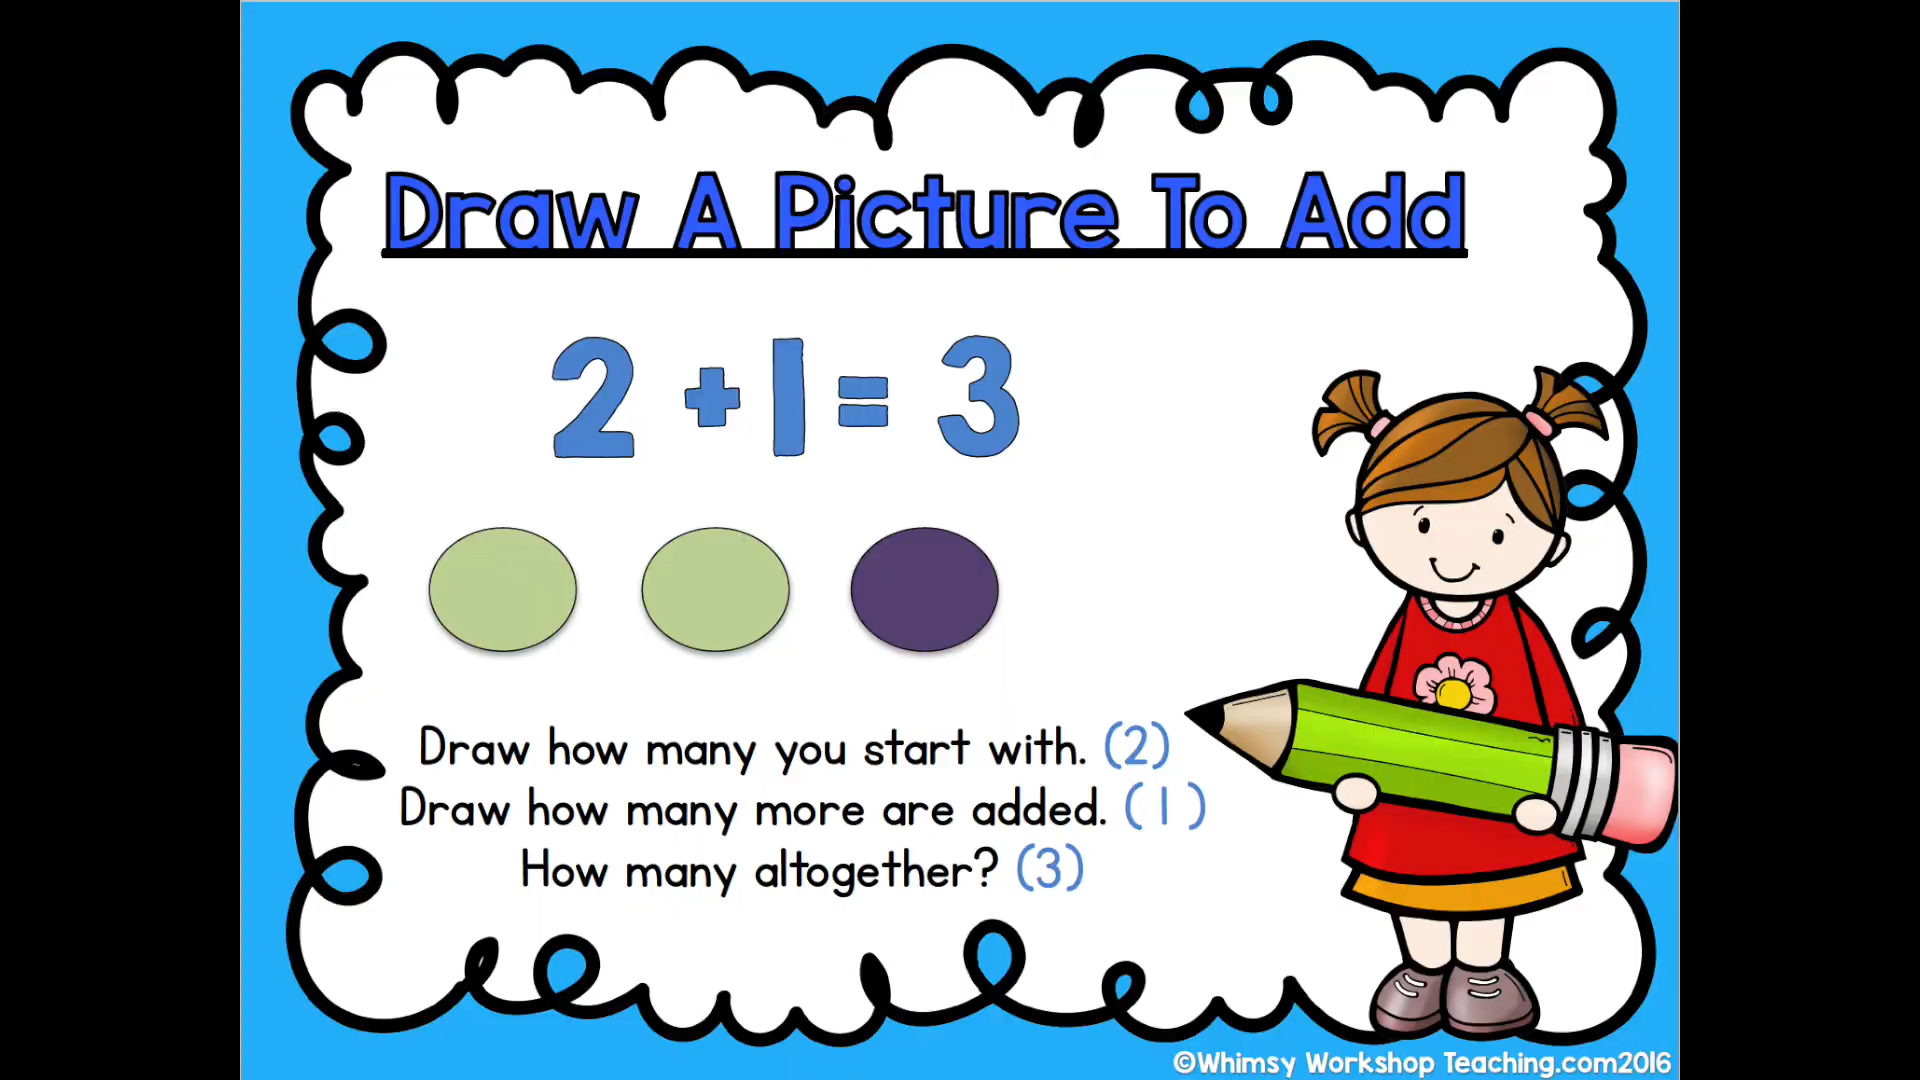 Draw A Picture To Add
2 + 1 = 3
Draw how many you start with. (2)
Draw how many more are added. (1)
How many altogether? (3)
©Whimsy Workshop Teaching.com2016